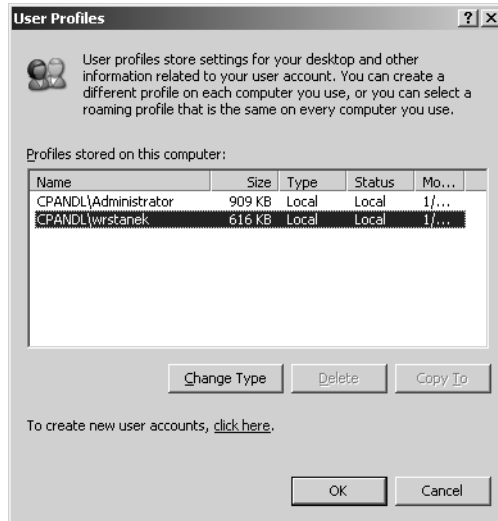 User Profiles
User profiles store settings for your desktop and other
information related to your user account. You can create a
different profile on each computer you use, or you can select a
roaming profile that is the same on every computer you use.
Profiles stored on this computer:
Name Size Type Status Mo...
CPANDL\Administrator 909 KB Local Local 1/...
CPANDL\wrstanek 616 KB Local Local 1/...
Change Type Delete Copy To
To create new user accounts, click here.
OK Cancel